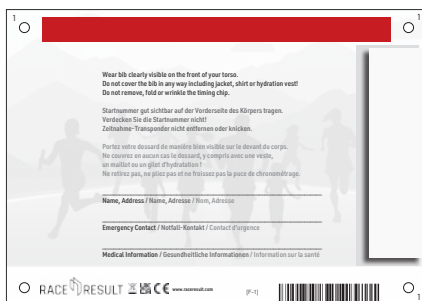 1
1
Wear bib clearly visible on the front of your torso.
Do not cover the bib in any way including jacket, shirt or hydration vest!
Do not remove, fold or wrinkle the timing chip.
Startnummer gut sichtbar auf der Vorderseite des Körpers tragen.
Verdecken Sie die Startnummer nicht!
Zeitnahme-Transponder nicht entfernen oder knicken.
Portez votre dossard de manière bien visible sur le devant du corps.
Ne couvrez en aucun cas le dossard, y compris avec une veste,
un maillot ou un gilet d'hydratation !
Ne retirez pas, ne pliez pas et ne froissez pas la puce de chronométrage.
Name, Address / Name, Adresse / Nom, Adresse
Emergency Contact / Notfall-Kontakt / Contact d'urgence
Medical Information / Gesundheitliche Informationen / Information sur la santé
RACE RESULT CE www.raceresult.com [F-1]
1